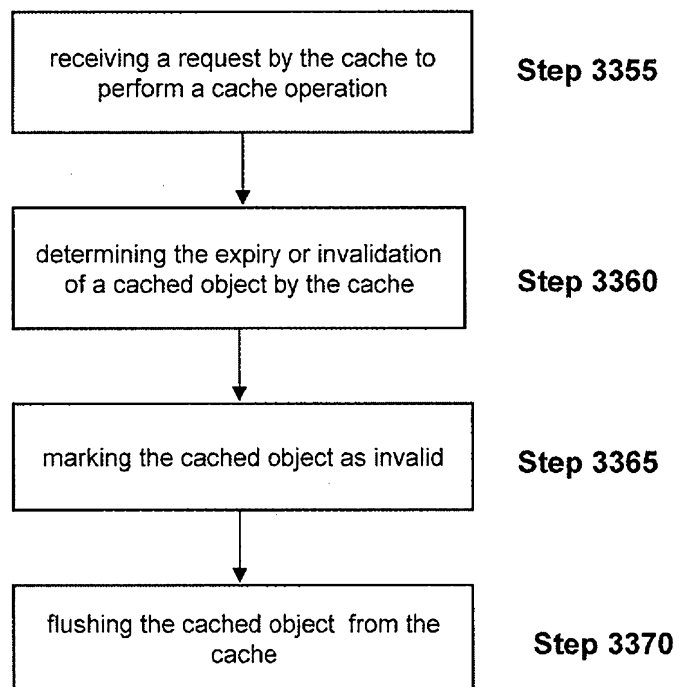 receiving a request by the cache to
perform a cache operation
Step 3355
determining the expiry or invalidation
of a cached object by the cache
Step 3360
marking the cached object as invalid
Step 3365
flushing the cached object from the
cache
Step 3370